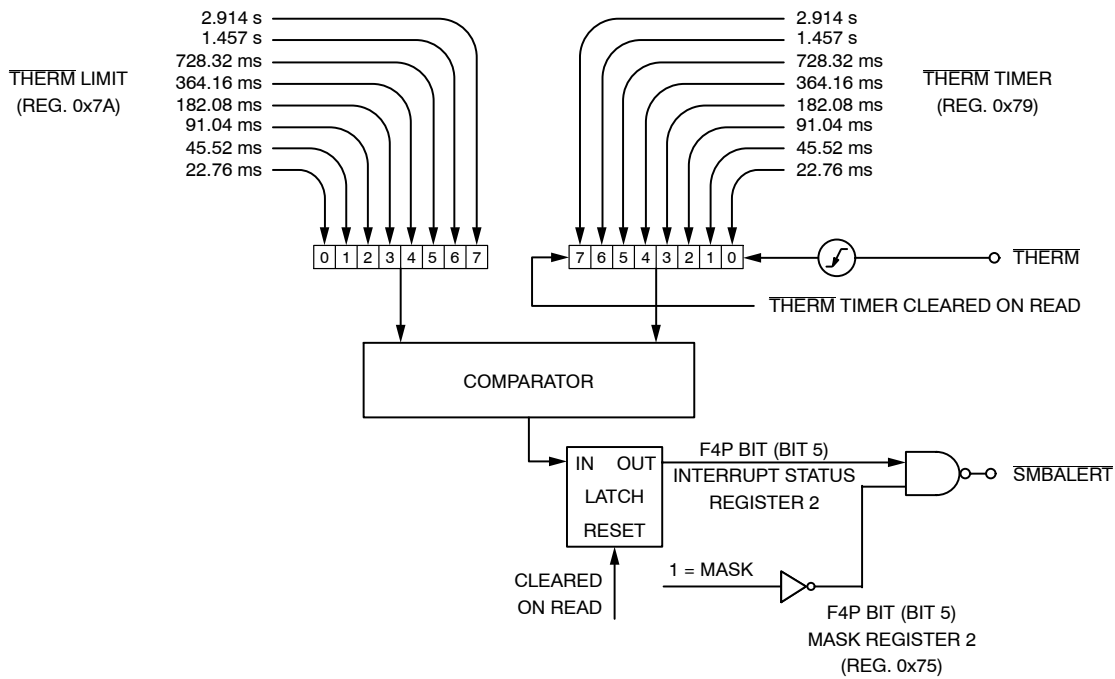 2.914 s
1.457 s
728.32 ms
364.16 ms
182.08 ms
91.04 ms
45.52 ms
22.76 ms
THERM LIMIT
(REG. 0x7A)
2.914 s
1.457 s
728.32 ms
364.16 ms
182.08 ms
91.04 ms
45.52 ms
22.76 ms
THERM TIMER
(REG. 0x79)
0 1 2 3 4 5 6 7
7 6 5 4 3 2 1 0
THERM
THERM TIMER CLEARED ON READ
COMPARATOR
IN OUT
LATCH
RESET
F4P BIT (BIT 5)
INTERRUPT STATUS
REGISTER 2
SMBALERT
CLEARED
ON READ
1 = MASK
F4P BIT (BIT 5)
MASK REGISTER 2
(REG. 0x75)